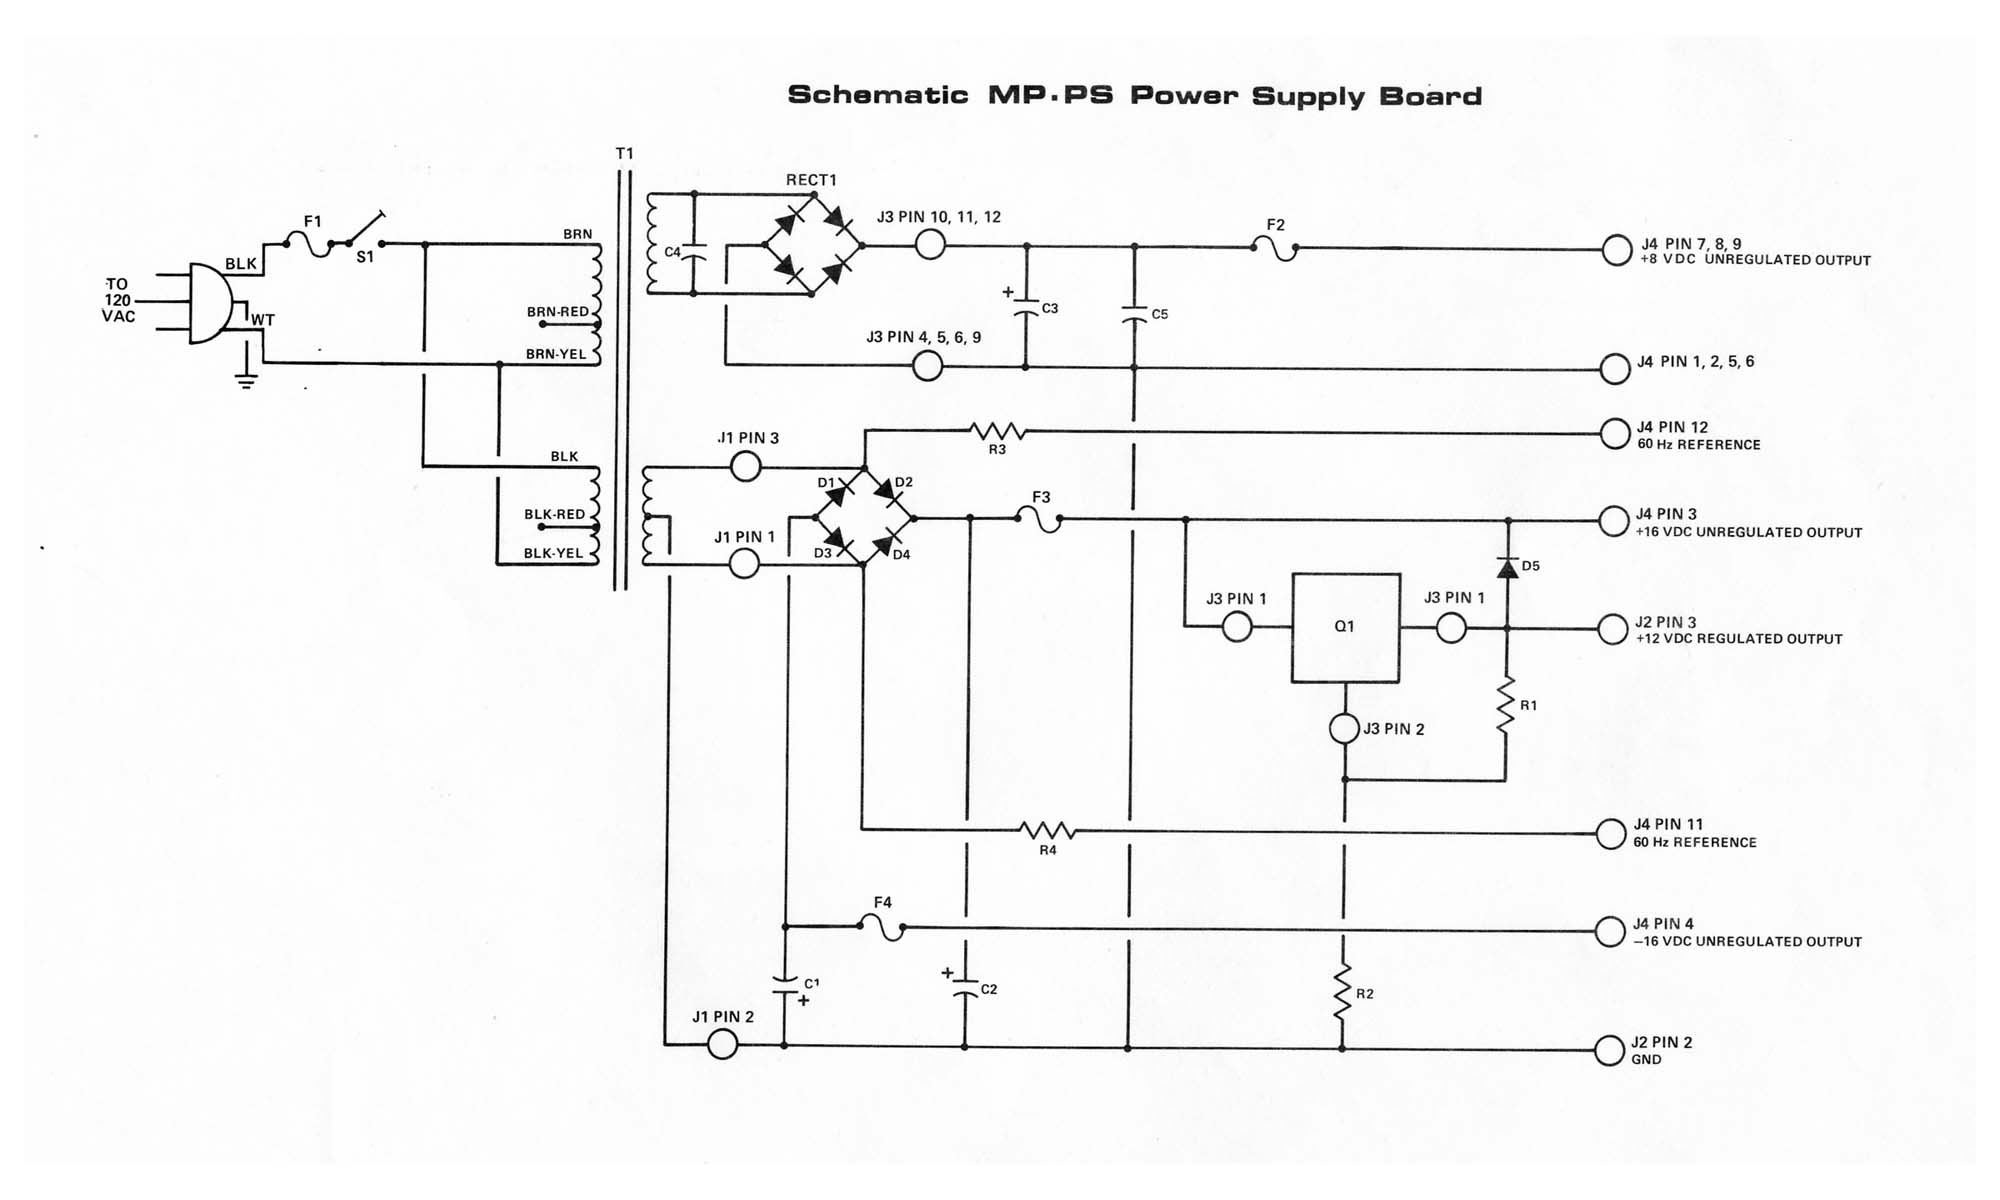 Schematic MP-PS Power Supply Board
T1
RECT1
F1
S1
BLK
WT
TO
120
VAC
BRN
BRN-RED
BRN-YEL
C4
J3 PIN 10, 11, 12
F2
J4 PIN 7, 8, 9
+8 VDC UNREGULATED OUTPUT
+
C3
C5
J3 PIN 4, 5, 6, 9
J4 PIN 1, 2, 5, 6
BLK
BLK-RED
BLK-YEL
J1 PIN 3
R3
J4 PIN 12
60 Hz REFERENCE
D1
D2
D3
D4
J1 PIN 1
F3
J4 PIN 3
+16 VDC UNREGULATED OUTPUT
D5
J3 PIN 1
Q1
J3 PIN 1
J2 PIN 3
+12 VDC REGULATED OUTPUT
R1
J3 PIN 2
R4
J4 PIN 11
60 Hz REFERENCE
F4
J4 PIN 4
−16 VDC UNREGULATED OUTPUT
C1
+
+
C2
R2
J1 PIN 2
J2 PIN 2
GND